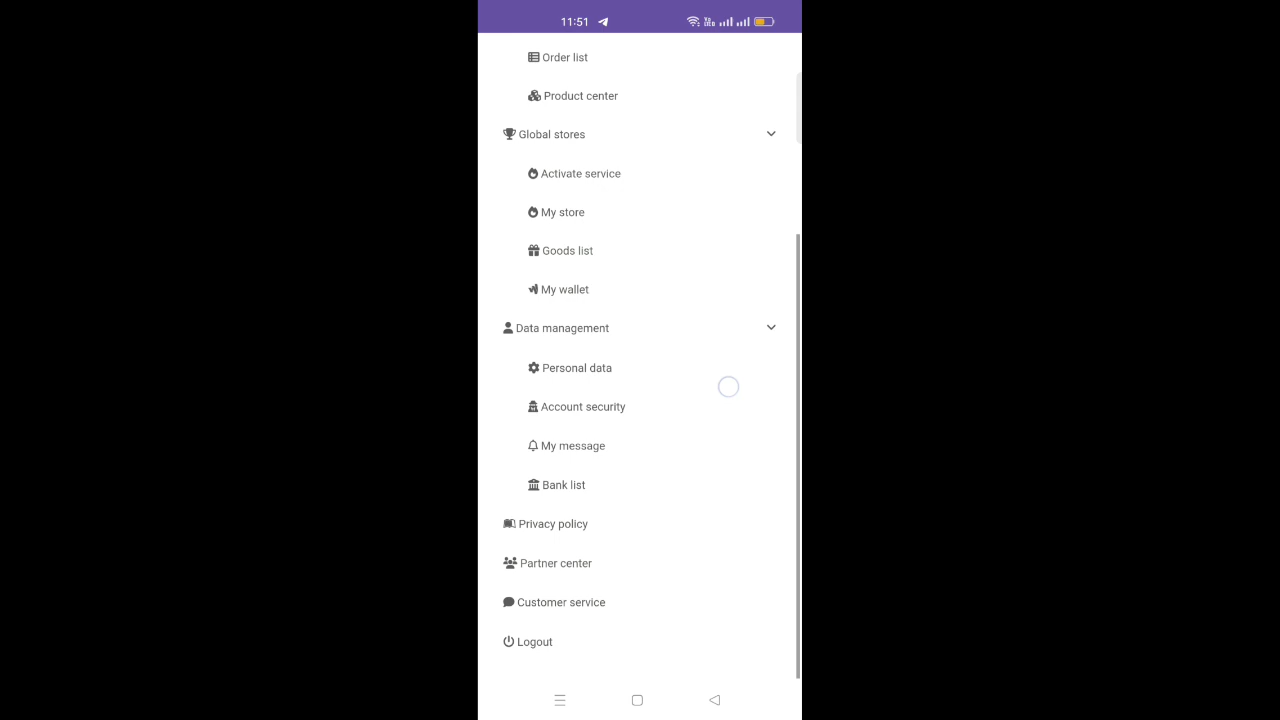 11:51
Order list
Product center
Global stores
Activate service
My store
Goods list
My wallet
Data management
Personal data
Account security
My message
Bank list
Privacy policy
Partner center
Customer service
Logout